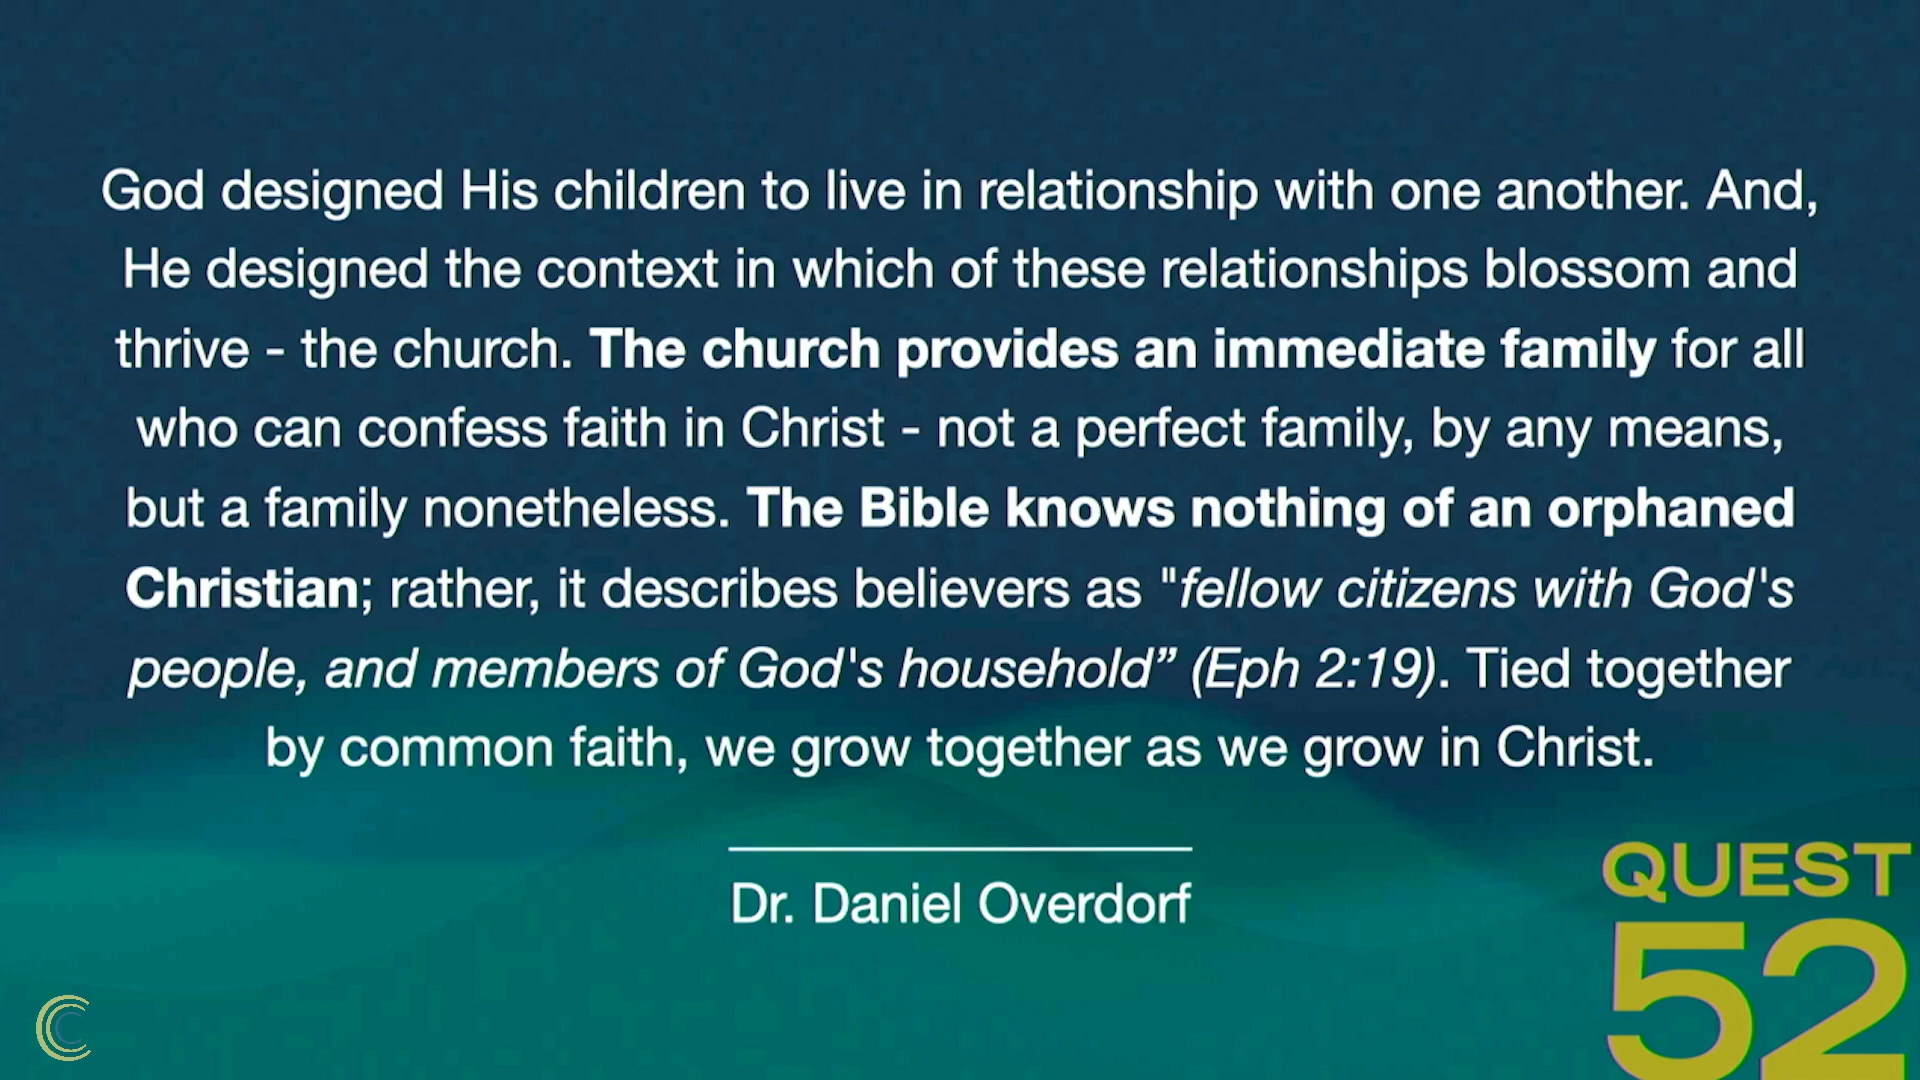 God designed His children to live in relationship with one another. And,
He designed the context in which of these relationships blossom and
thrive - the church. The church provides an immediate family for all
who can confess faith in Christ - not a perfect family, by any means,
but a family nonetheless. The Bible knows nothing of an orphaned
Christian; rather, it describes believers as "fellow citizens with God's
people, and members of God's household” (Eph 2:19). Tied together
by common faith, we grow together as we grow in Christ.
Dr. Daniel Overdorf
QUEST
52